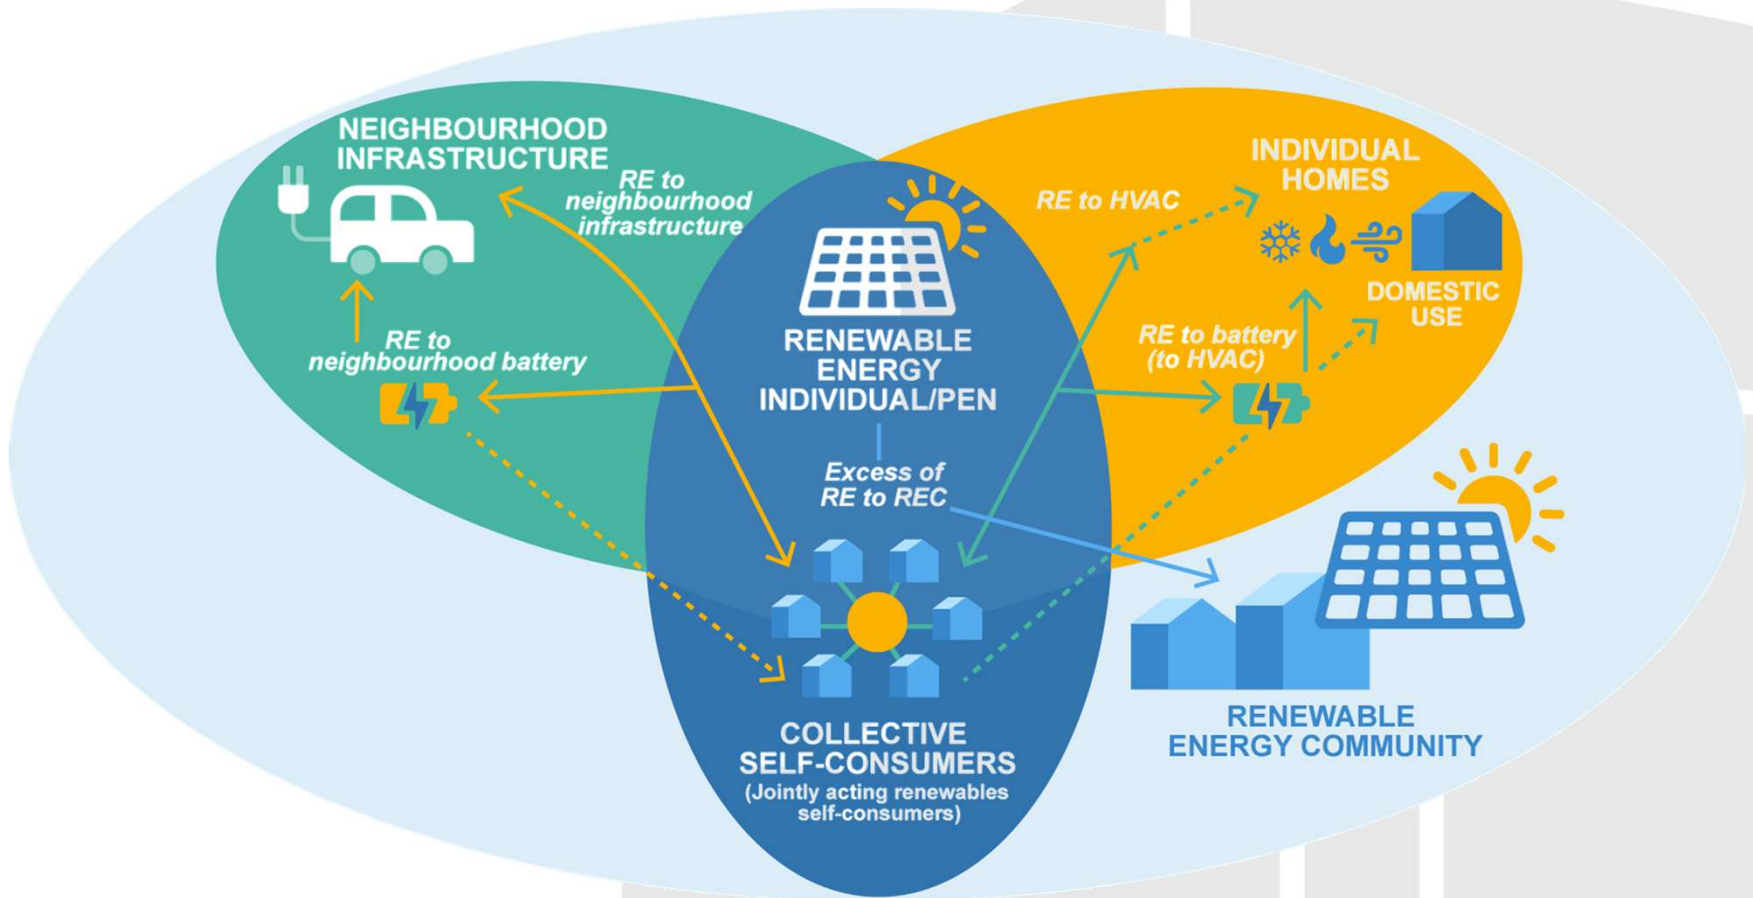 NEIGHBOURHOOD
INFRASTRUCTURE
RE to
neighbourhood
infrastructure
RE to
neighbourhood battery
RENEWABLE
ENERGY
INDIVIDUAL/PEN
Excess of
RE to REC
COLLECTIVE
SELF-CONSUMERS
(Jointly acting renewables
self-consumers)
RE to HVAC
INDIVIDUAL
HOMES
DOMESTIC
USE
RE to battery
(to HVAC)
RENEWABLE
ENERGY COMMUNITY